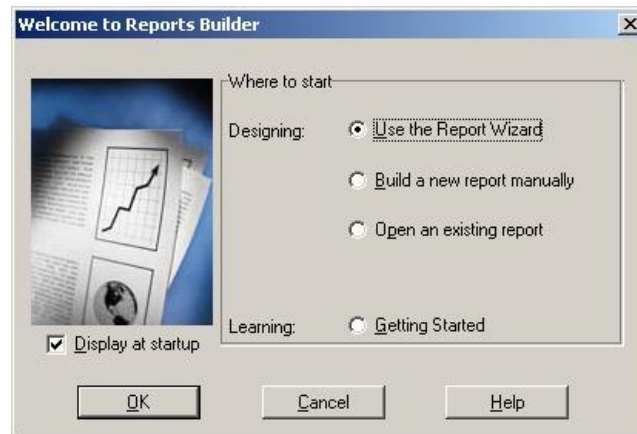 Welcome to Reports Builder
Where to start
Designing:
Use the Report Wizard
Build a new report manually
Open an existing report
Learning:
Getting Started
Display at startup
OK
Cancel
Help